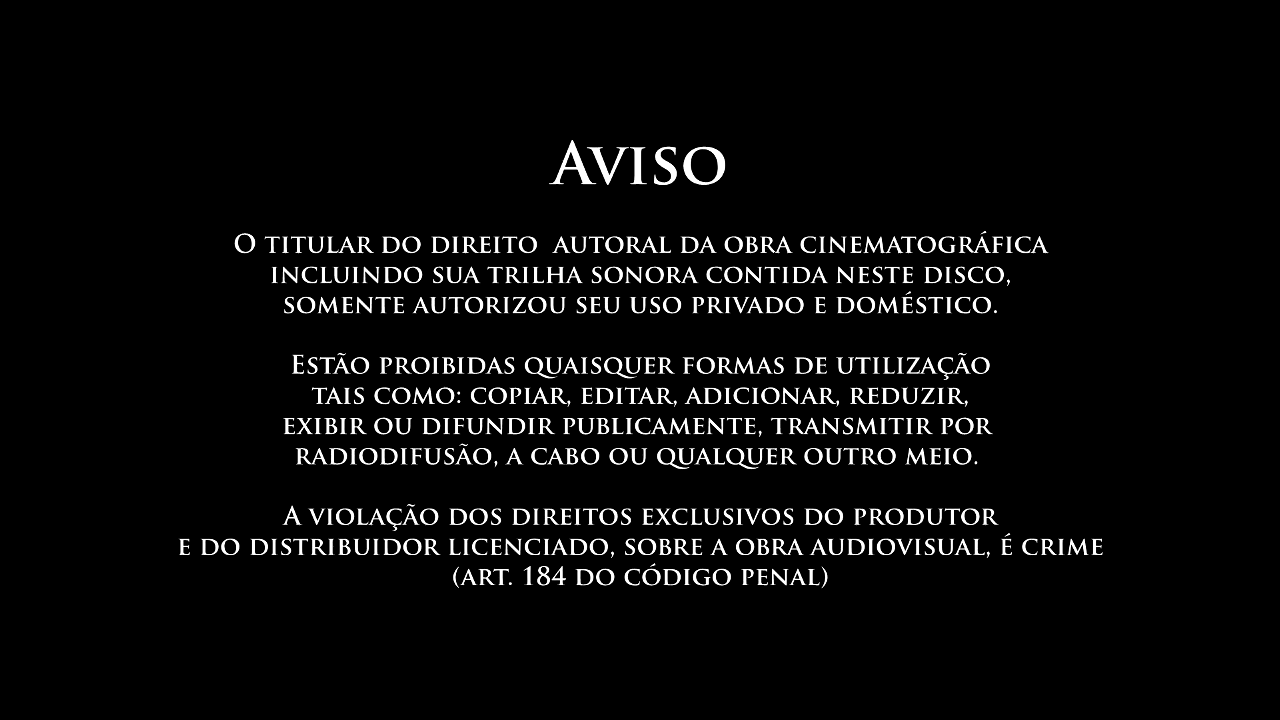 Aviso
O titular do direito  autoral da obra cinematográfica
incluindo sua trilha sonora contida neste disco,
somente autorizou seu uso privado e doméstico.
Estão proibidas quaisquer formas de utilização
tais como: copiar, editar, adicionar, reduzir,
exibir ou difundir publicamente, transmitir por
radiodifusão, a cabo ou qualquer outro meio.
A violação dos direitos exclusivos do produtor
e do distribuidor licenciado, sobre a obra audiovisual, é crime
(art. 184 do código penal)